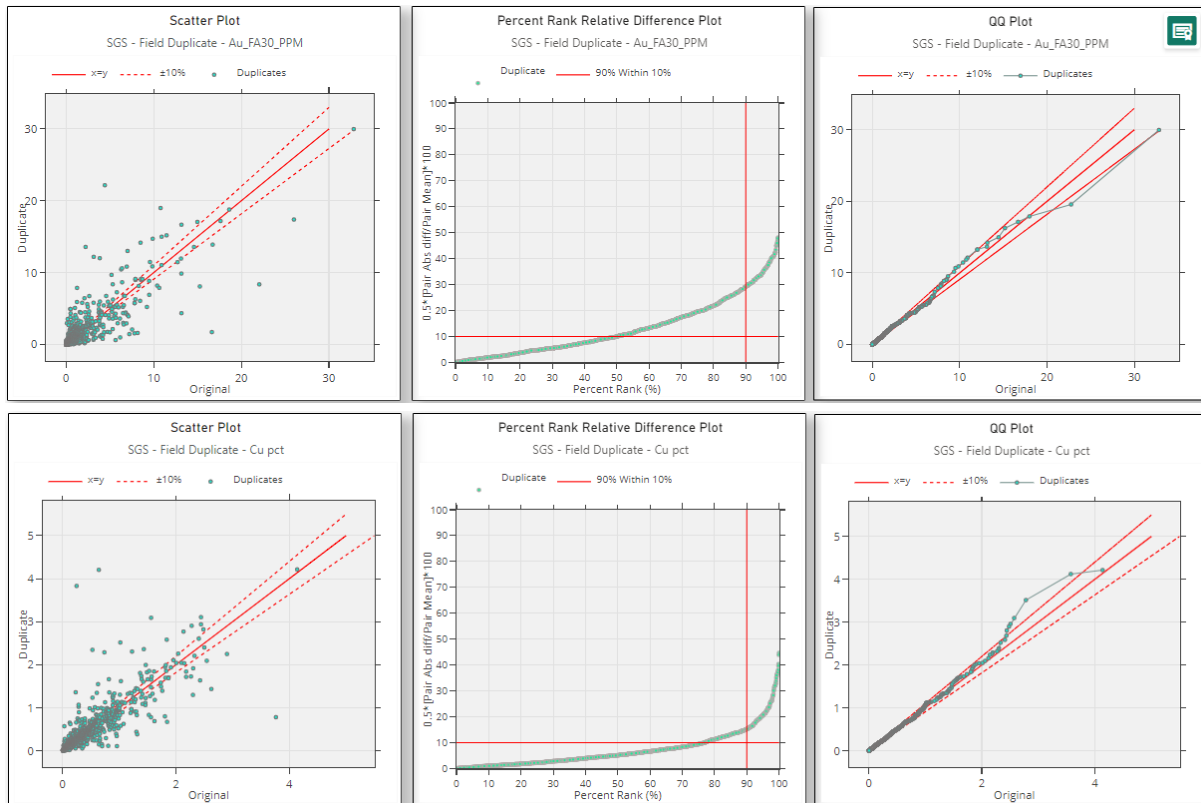 Scatter Plot
SGS - Field Duplicate - Au_FA30_PPM
x=y ±10% Duplicates
30
20
10
0
Duplicate
0 10 20 30
Original
Percent Rank Relative Difference Plot
SGS - Field Duplicate - Au_FA30_PPM
Duplicate 90% Within 10%
100
90
80
70
60
50
40
30
20
10
0
0.5*[Pair Abs diff/Pair Mean]*100
0 10 20 30 40 50 60 70 80 90 100
Percent Rank (%)
QQ Plot
SGS - Field Duplicate - Au_FA30_PPM
x=y ±10% Duplicates
30
20
10
0
Duplicate
0 10 20 30
Original
Scatter Plot
SGS - Field Duplicate - Cu pct
x=y ±10% Duplicates
5
4
3
2
1
0
Duplicate
0 2 4
Original
Percent Rank Relative Difference Plot
SGS - Field Duplicate - Cu pct
Duplicate 90% Within 10%
100
90
80
70
60
50
40
30
20
10
0
0.5*[Pair Abs diff/Pair Mean]*100
0 10 20 30 40 50 60 70 80 90 100
Percent Rank (%)
QQ Plot
SGS - Field Duplicate - Cu pct
x=y ±10% Duplicates
5
4
3
2
1
0
Duplicate
0 2 4
Original